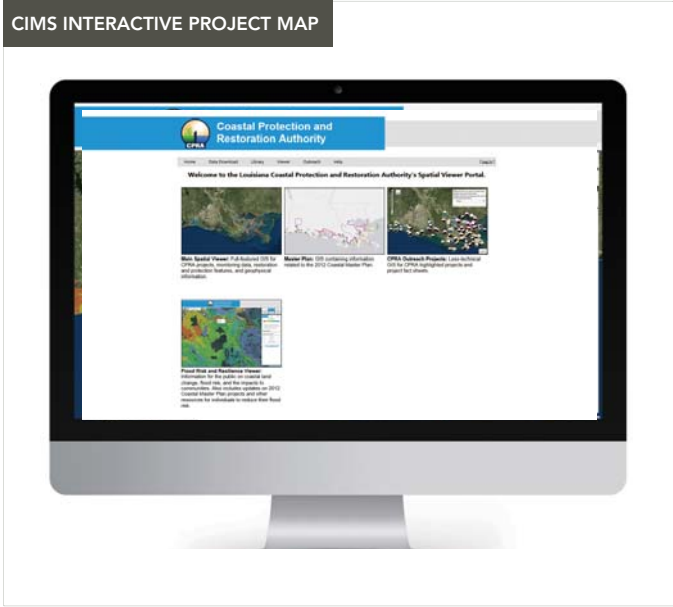 CIMS INTERACTIVE PROJECT MAP
Coastal Protection and
Restoration Authority
CPRA
Home Data Download Library Viewer Outreach Help
Welcome to the Louisiana Coastal Protection and Restoration Authority's Spatial Viewer Portal.
Main Spatial Viewer: Full-featured GIS for
CPRA projects, monitoring data, restoration
and protection features, and geophysical
information.
Master Plan: GIS containing information
related to the 2012 Coastal Master Plan.
CPRA Outreach Projects: Less-technical
GIS for CPRA highlighted projects and
project fact sheets.
Flood Risk and Resilience Viewer:
Information for the public on coastal land
change, flood risk, and the impacts to
communities. Also includes updates on 2012
Coastal Master Plan projects and other
resources for individuals to reduce their flood
risk.